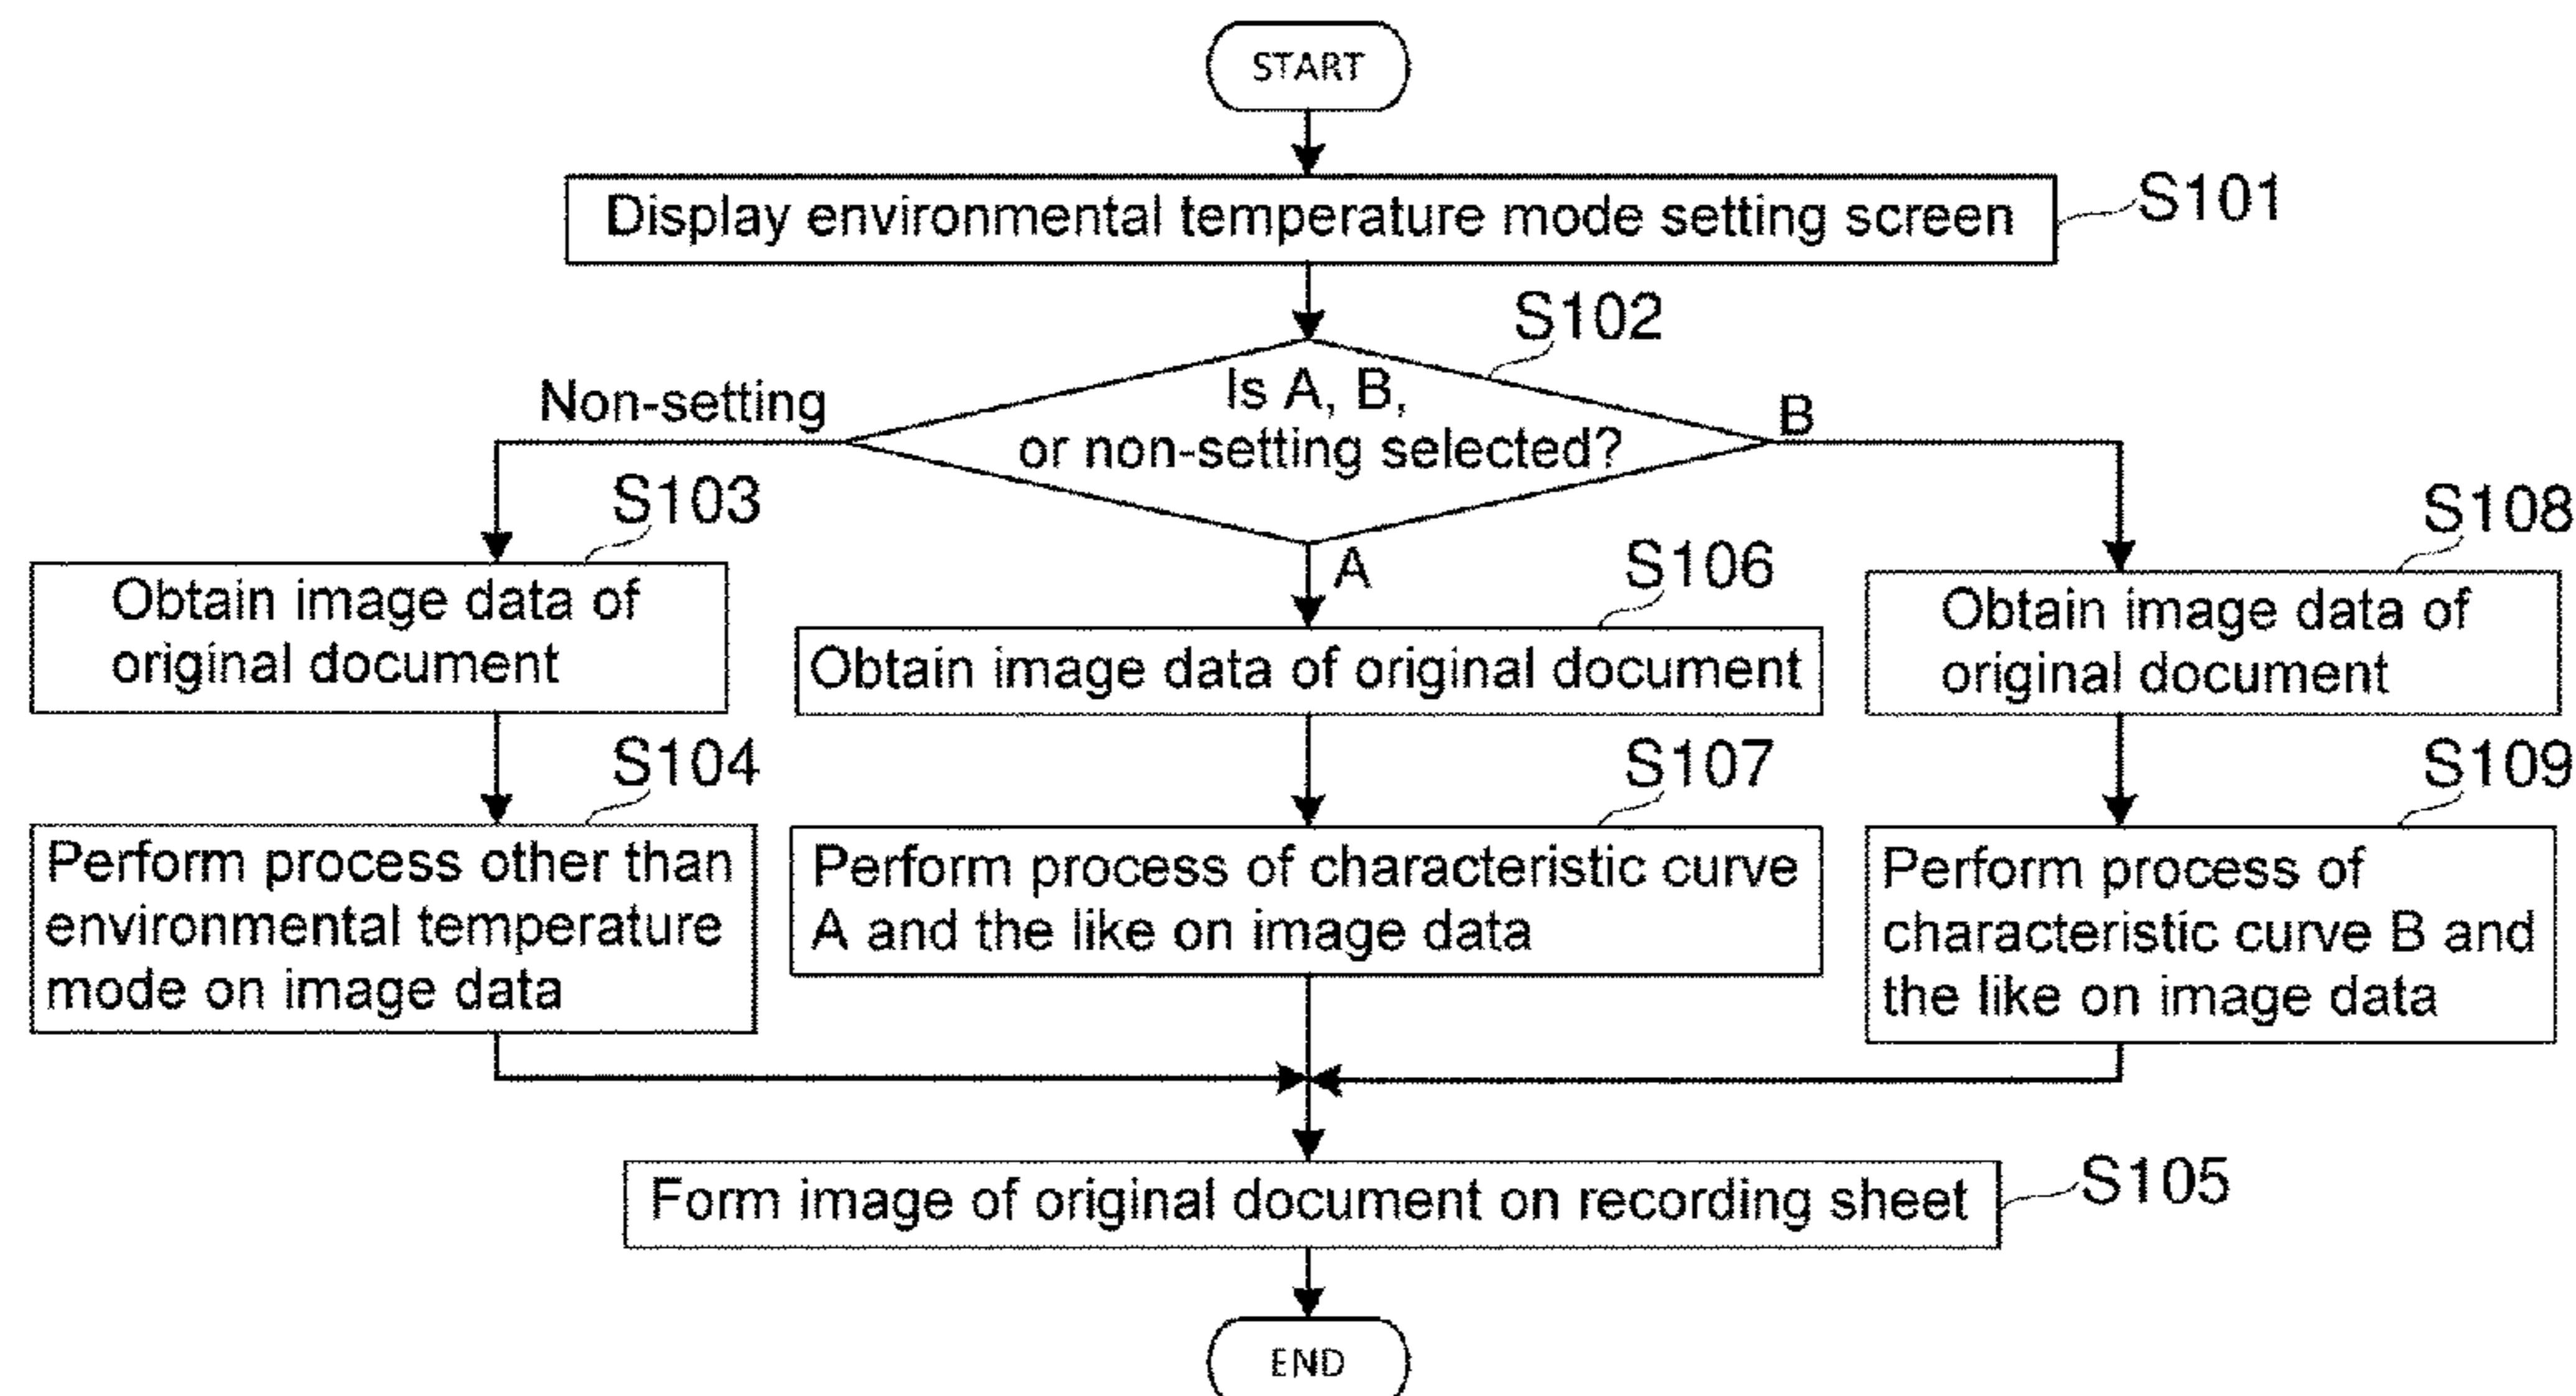 START
Display environmental temperature mode setting screen
S101
S102
Is A, B,
or non-setting selected?
Non-setting
B
A
S103
Obtain image data of
original document
S106
Obtain image data of original document
S108
Obtain image data of
original document
S104
Perform process other than
environmental temperature
mode on image data
S107
Perform process of characteristic curve
A and the like on image data
S109
Perform process of
characteristic curve B and
the like on image data
Form image of original document on recording sheet
S105
END